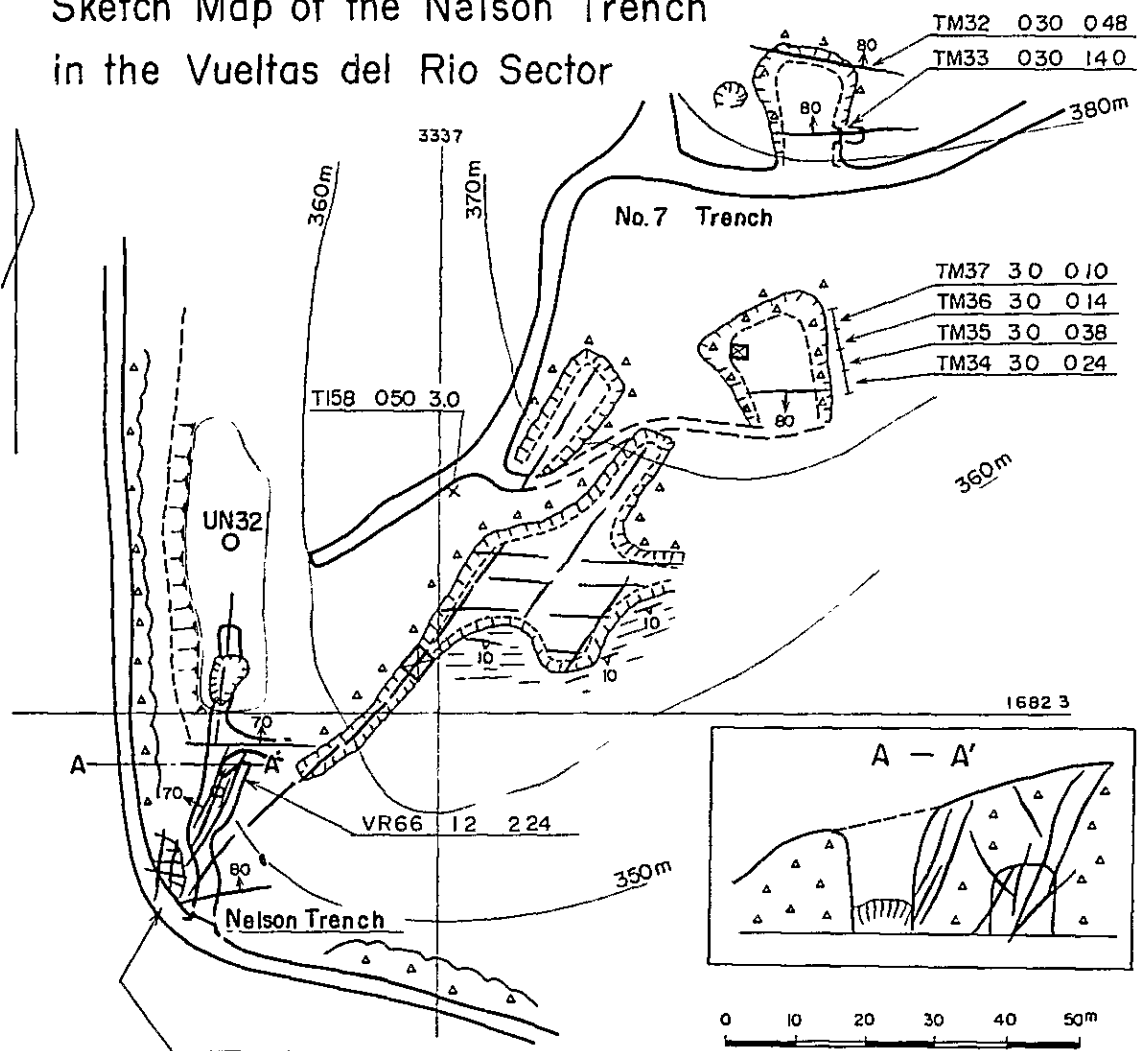 Sketch Map of the Nelson Trench
in the Vueltas del Rio Sector
TM32 030 048
TM33 030 140
80
80
380m
3337
360m
370m
No. 7 Trench
TM37 30 010
TM36 30 014
TM35 30 038
TM34 30 024
80
T158 050 3.0
360m
UN32
10
10
10
1682 3
70
A A'
70
VR66 12 224
80
350m
Nelson Trench
A – A'
0 10 20 30 40 50m